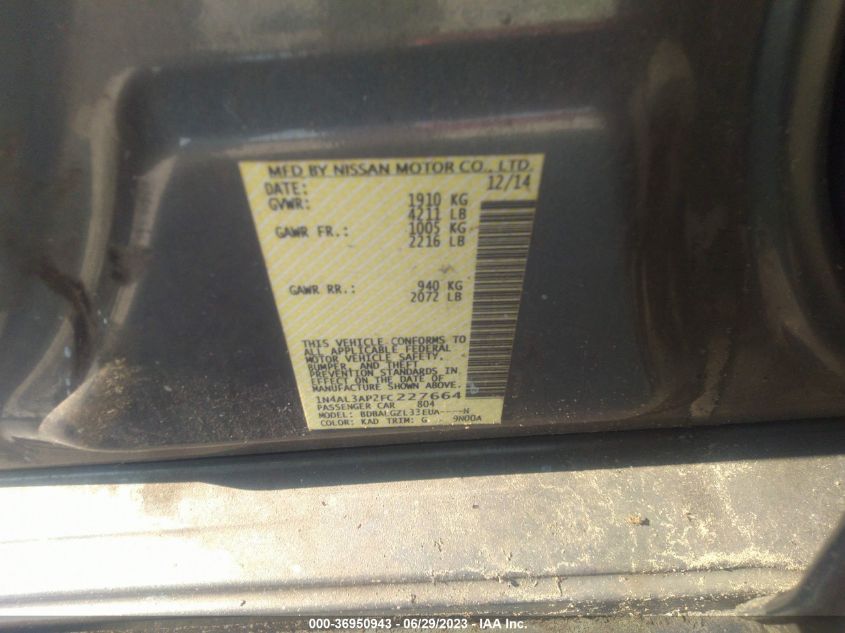 MFD BY NISSAN MOTOR CO., LTD.
DATE: 12/14
GVWR: 1910 KG
4211 LB
GAWR FR.: 1005 KG
2216 LB
GAWR RR.: 940 KG
2072 LB
THIS VEHICLE CONFORMS TO
ALL APPLICABLE FEDERAL
MOTOR VEHICLE SAFETY,
BUMPER, AND THEFT
PREVENTION STANDARDS IN
EFFECT ON THE DATE OF
MANUFACTURE SHOWN ABOVE.
1N4AL3AP2FC227664
PASSENGER CAR 804
MODEL: BDBALGZL33EUA----N
COLOR: KAD TRIM: G 9N00A
000-36950943 - 06/29/2023 - © IAA Inc.